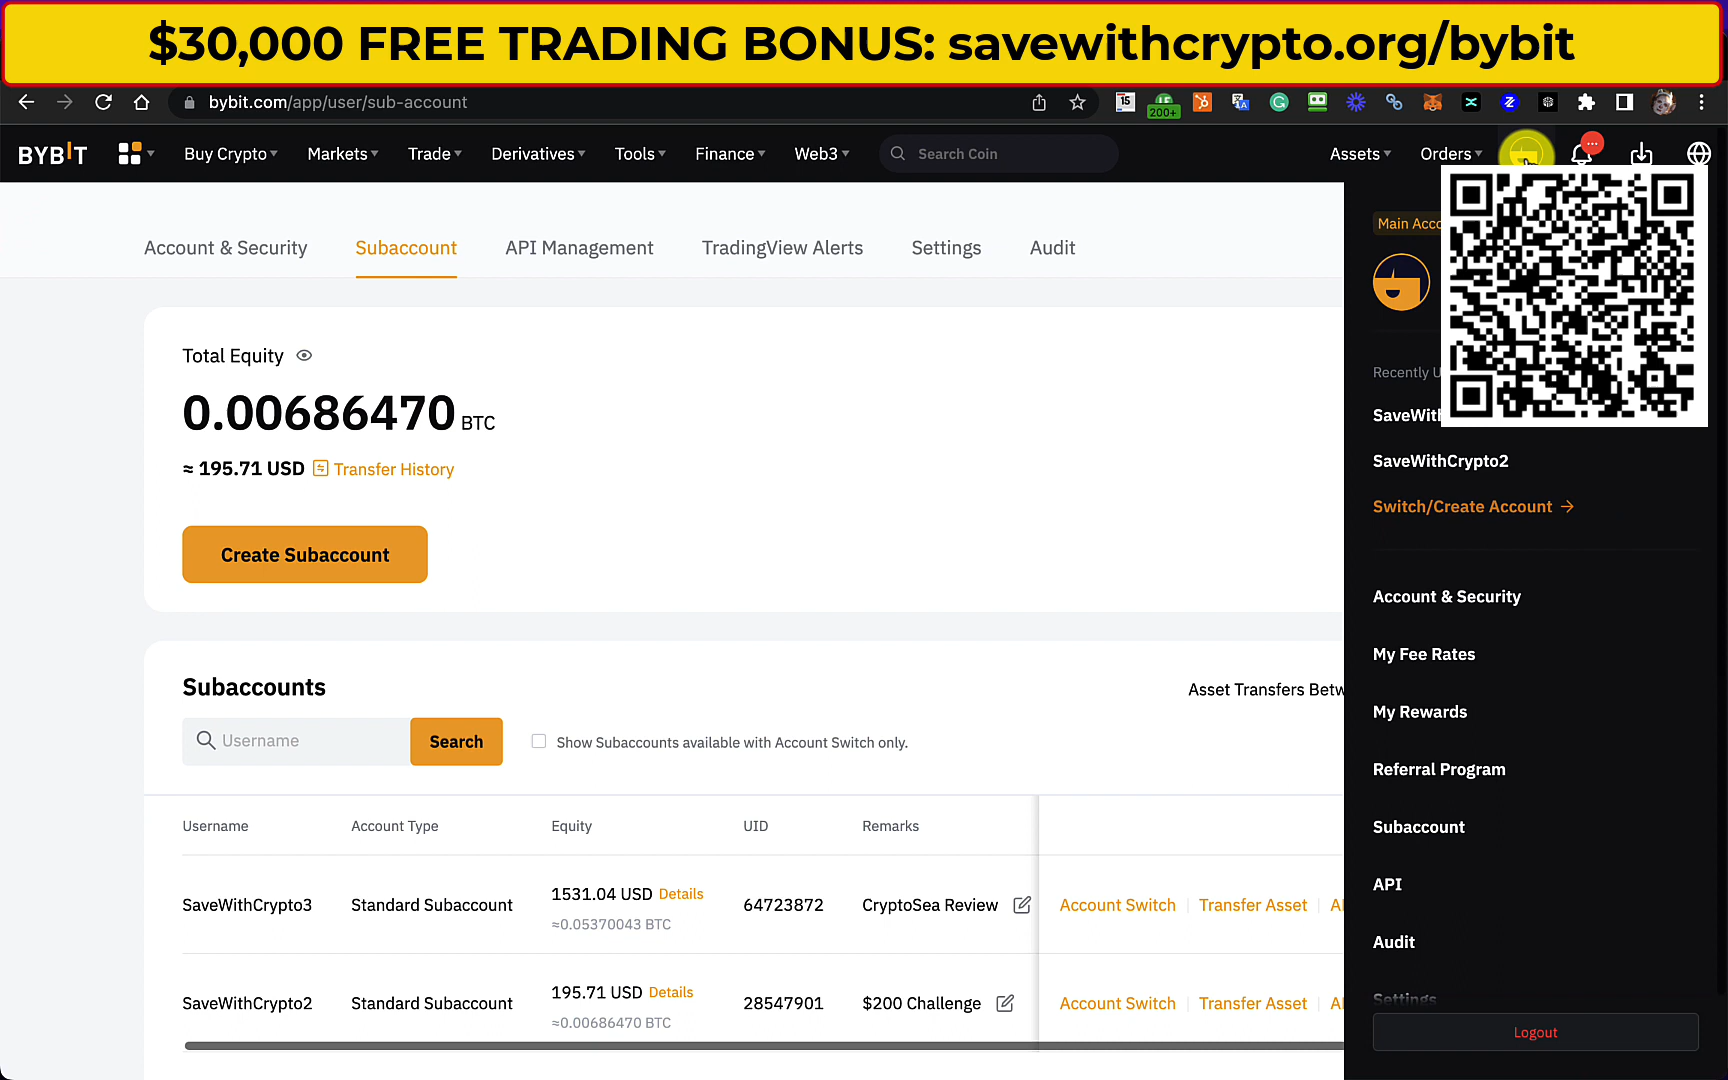 $30,000 FREE TRADING BONUS: savewithcrypto.org/bybit
bybit.com/app/user/sub-account
15
200+
BYBIT
Buy Crypto
Markets
Trade
Derivatives
Tools
Finance
Web3
Search Coin
Assets
Orders
Account & Security
Subaccount
API Management
TradingView Alerts
Settings
Audit
Total Equity
0.00686470 BTC
≈ 195.71 USD
Transfer History
Create Subaccount
Subaccounts
Asset Transfers Betw
Username
Search
Show Subaccounts available with Account Switch only.
Username
Account Type
Equity
UID
Remarks
SaveWithCrypto3
Standard Subaccount
1531.04 USD Details
≈0.05370043 BTC
64723872
CryptoSea Review
Account Switch
Transfer Asset
SaveWithCrypto2
Standard Subaccount
195.71 USD Details
≈0.00686470 BTC
28547901
$200 Challenge
Account Switch
Transfer Asset
Main Acco
Recently U
SaveWit
SaveWithCrypto2
Switch/Create Account →
Account & Security
My Fee Rates
My Rewards
Referral Program
Subaccount
API
Audit
Settings
Logout